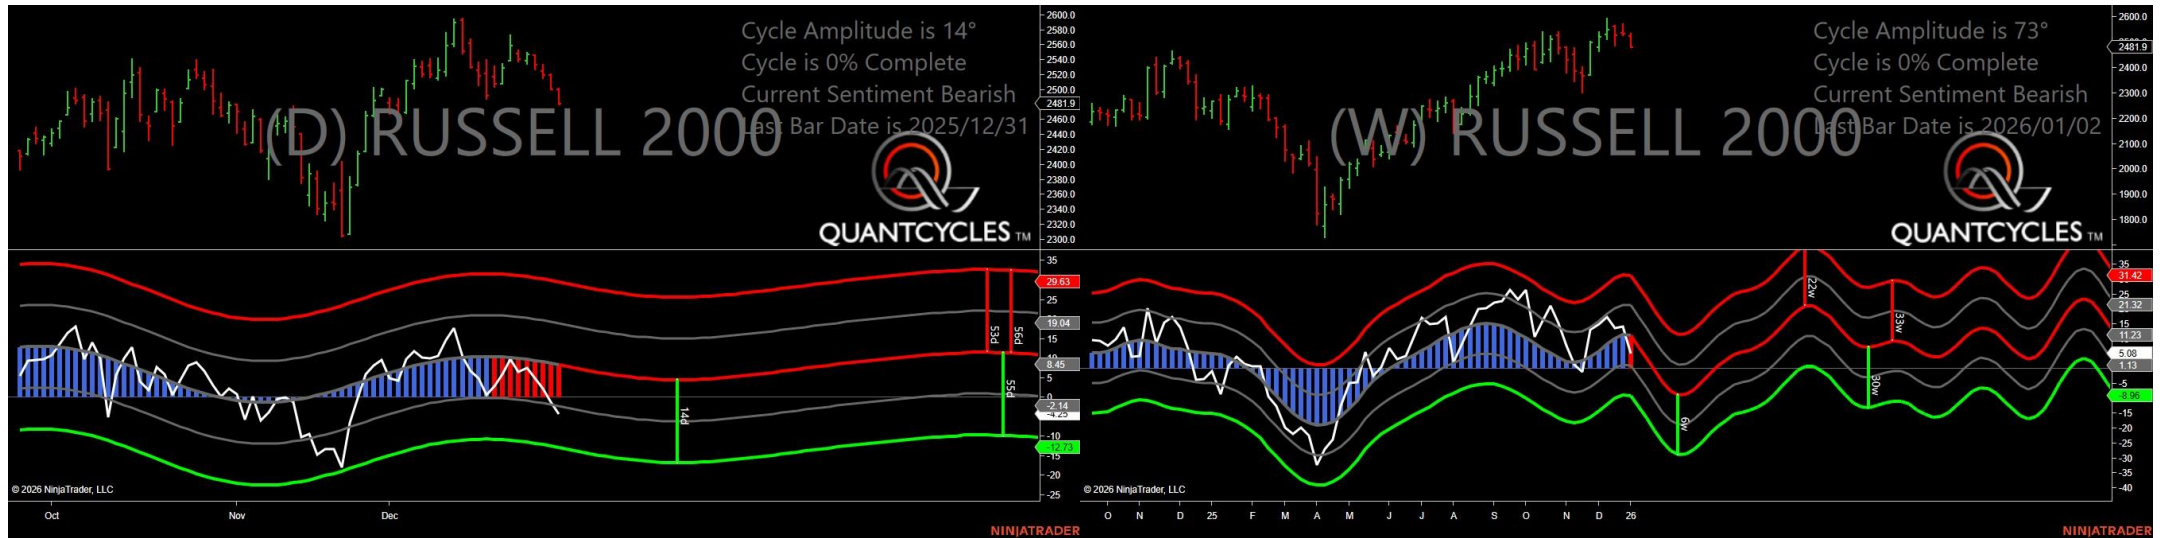 Cycle Amplitude is 14°
Cycle is 0% Complete
Current Sentiment Bearish
Last Bar Date is 2025/12/31
(D) RUSSELL 2000
QUANTCYCLES TM
2600.0
2580.0
2560.0
2540.0
2520.0
2500.0
2481.9
2460.0
2440.0
2420.0
2400.0
2380.0
2360.0
2340.0
2320.0
2300.0
35
29.63
25
19.04
15
8.45
5
0
-2.14
-4.25
-10
-12.73
-15
-20
-25
14d
53d
55d
56d
© 2026 NinjaTrader, LLC
Oct
Nov
Dec
NINJATRADER
Cycle Amplitude is 73°
Cycle is 0% Complete
Current Sentiment Bearish
Last Bar Date is 2026/01/02
(W) RUSSELL 2000
QUANTCYCLES TM
2600.0
2481.9
2400.0
2300.0
2200.0
2100.0
2000.0
1900.0
1800.0
35
31.42
25
21.32
15
11.23
5.08
1.13
-5
-8.96
-15
-20
-25
-30
-35
-40
6w
22w
30w
33w
© 2026 NinjaTrader, LLC
O N D 25 F M A M J J A S O N D 26
NINJATRADER